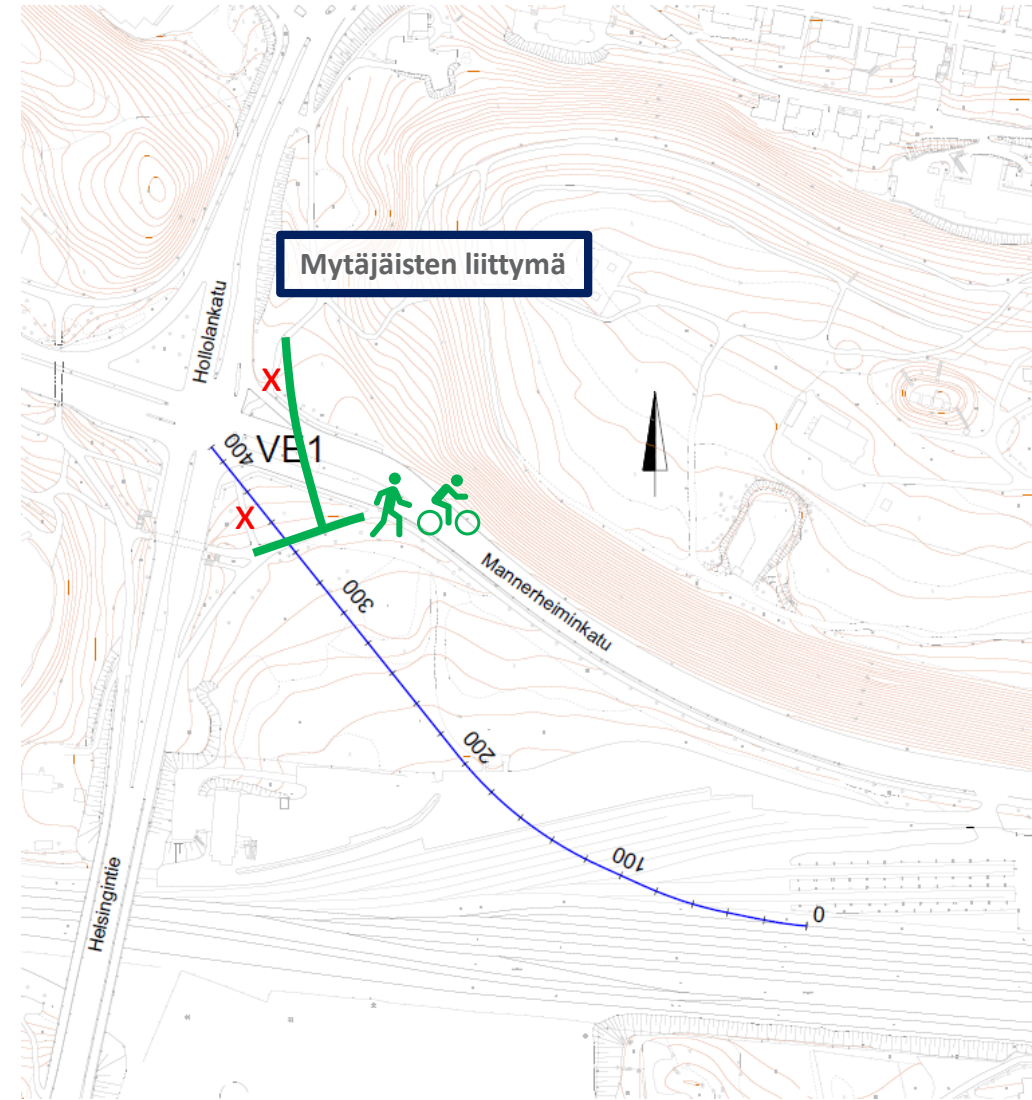 Mytäjäisten liittymä
Hollolankatu
X
400
VE1
X
Mannerheiminkatu
300
200
100
0
Helsingintie